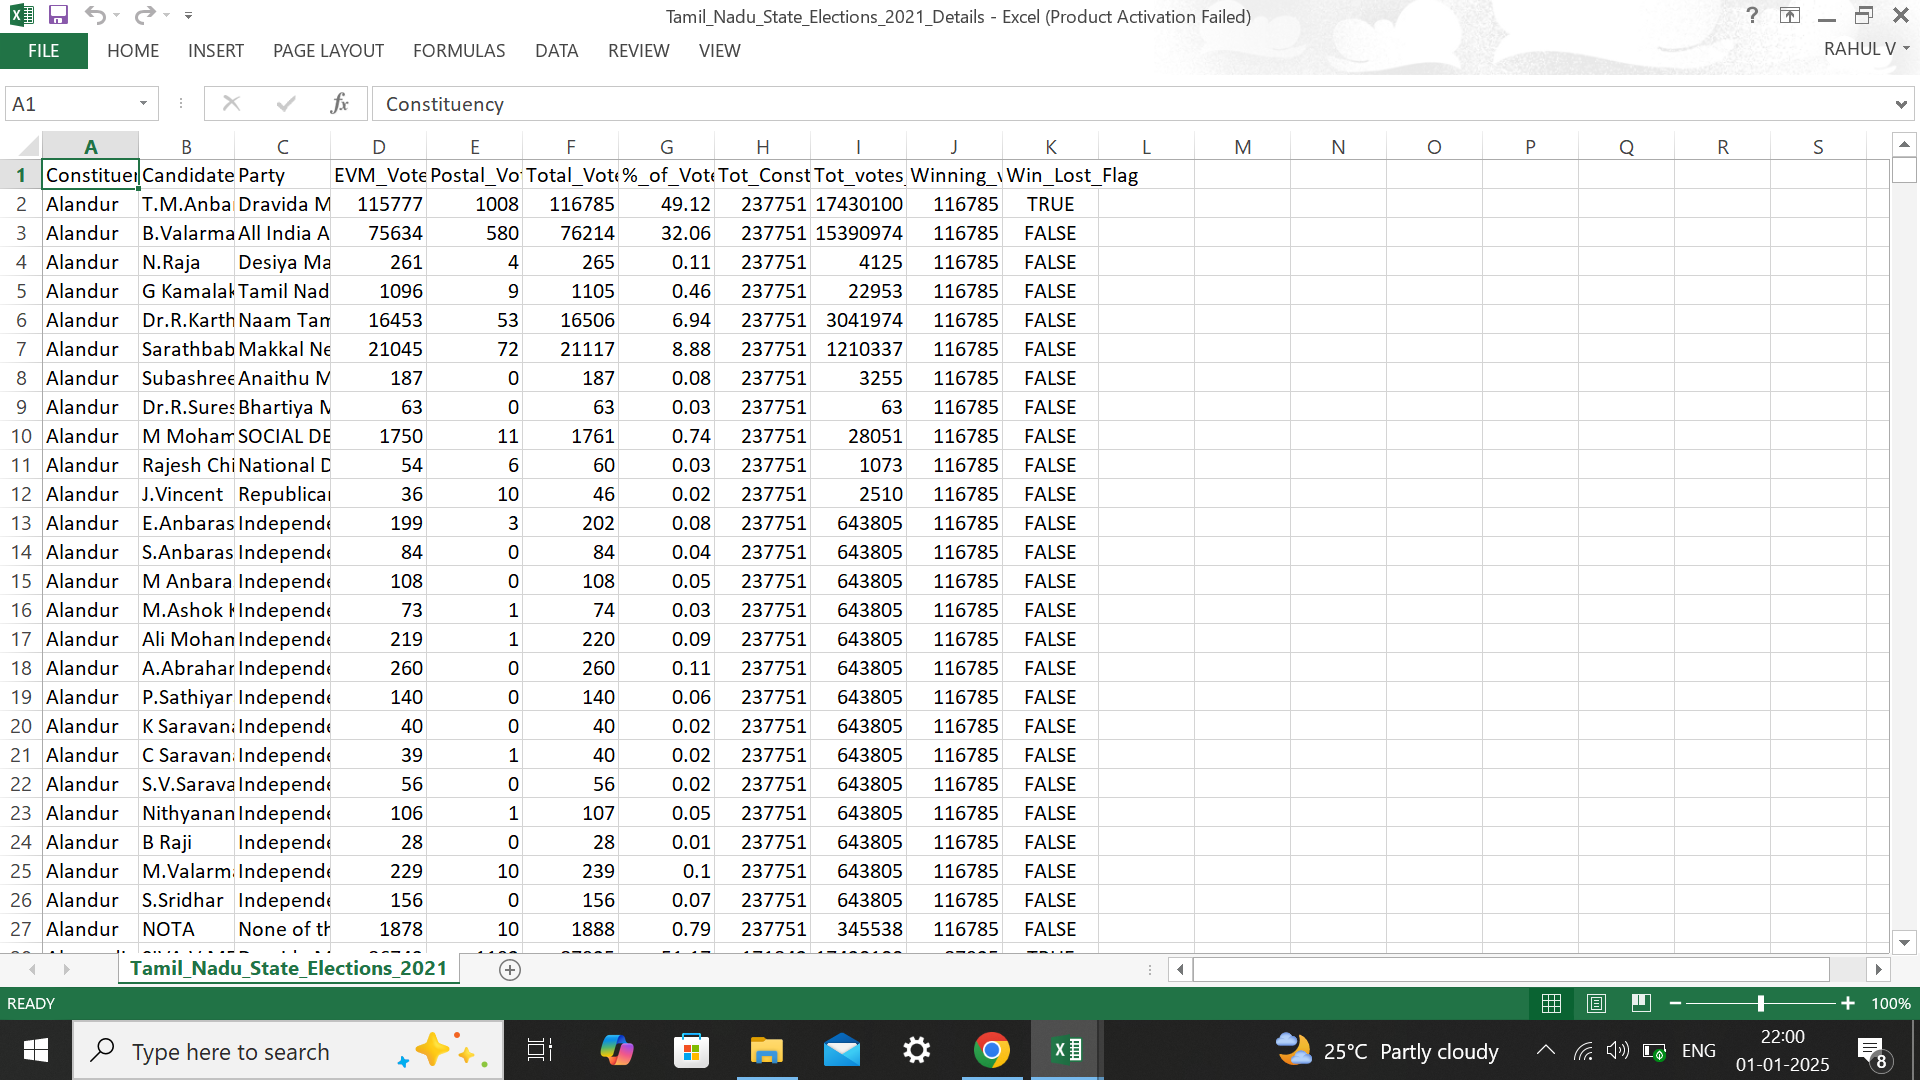 Tamil_Nadu_State_Elections_2021_Details - Excel (Product Activation Failed)
FILE HOME INSERT PAGE LAYOUT FORMULAS DATA REVIEW VIEW RAHUL V
A1 fx Constituency
A B C D E F G H I J K L M N O P Q R S
1 Candidate Party Win_Lost_Flag
2 Alandur T.M.Anba Dravida M 115777 1008 116785 49.12 237751 17430100 116785 TRUE
3 Alandur B.Valarma All India A 75634 580 76214 32.06 237751 15390974 116785 FALSE
4 Alandur N.Raja Desiya Ma 261 4 265 0.11 237751 4125 116785 FALSE
5 Alandur G Kamalak Tamil Nad 1096 9 1105 0.46 237751 22953 116785 FALSE
6 Alandur Dr.R.Karth Naam Tam 16453 53 16506 6.94 237751 3041974 116785 FALSE
7 Alandur Sarathbab Makkal Ne 21045 72 21117 8.88 237751 1210337 116785 FALSE
8 Alandur Subashree Anaithu M 187 0 187 0.08 237751 3255 116785 FALSE
9 Alandur Dr.R.Sures Bhartiya M 63 0 63 0.03 237751 63 116785 FALSE
10 Alandur M Moham SOCIAL DE 1750 11 1761 0.74 237751 28051 116785 FALSE
11 Alandur Rajesh Chi National D 54 6 60 0.03 237751 1073 116785 FALSE
12 Alandur J.Vincent Republica 36 10 46 0.02 237751 2510 116785 FALSE
13 Alandur E.Anbaras Independe 199 3 202 0.08 237751 643805 116785 FALSE
14 Alandur S.Anbaras Independe 84 0 84 0.04 237751 643805 116785 FALSE
15 Alandur M Anbara Independe 108 0 108 0.05 237751 643805 116785 FALSE
16 Alandur M.Ashok Independe 73 1 74 0.03 237751 643805 116785 FALSE
17 Alandur Ali Mohan Independe 219 1 220 0.09 237751 643805 116785 FALSE
18 Alandur A.Abraha Independe 260 0 260 0.11 237751 643805 116785 FALSE
19 Alandur P.Sathiya Independe 140 0 140 0.06 237751 643805 116785 FALSE
20 Alandur K Saravan Independe 40 0 40 0.02 237751 643805 116785 FALSE
21 Alandur C Saravan Independe 39 1 40 0.02 237751 643805 116785 FALSE
22 Alandur S.V.Sarava Independe 56 0 56 0.02 237751 643805 116785 FALSE
23 Alandur Nithyanan Independe 106 1 107 0.05 237751 643805 116785 FALSE
24 Alandur B Raji Independe 28 0 28 0.01 237751 643805 116785 FALSE
25 Alandur M.Valarm Independe 229 10 239 0.1 237751 643805 116785 FALSE
26 Alandur S.Sridhar Independe 156 0 156 0.07 237751 643805 116785 FALSE
27 Alandur NOTA None of th 1878 10 1888 0.79 237751 345538 116785 FALSE
Tamil_Nadu_State_Elections_2021
READY 100%
Type here to search 25°C Partly cloudy ENG 22:00
01-01-2025 8